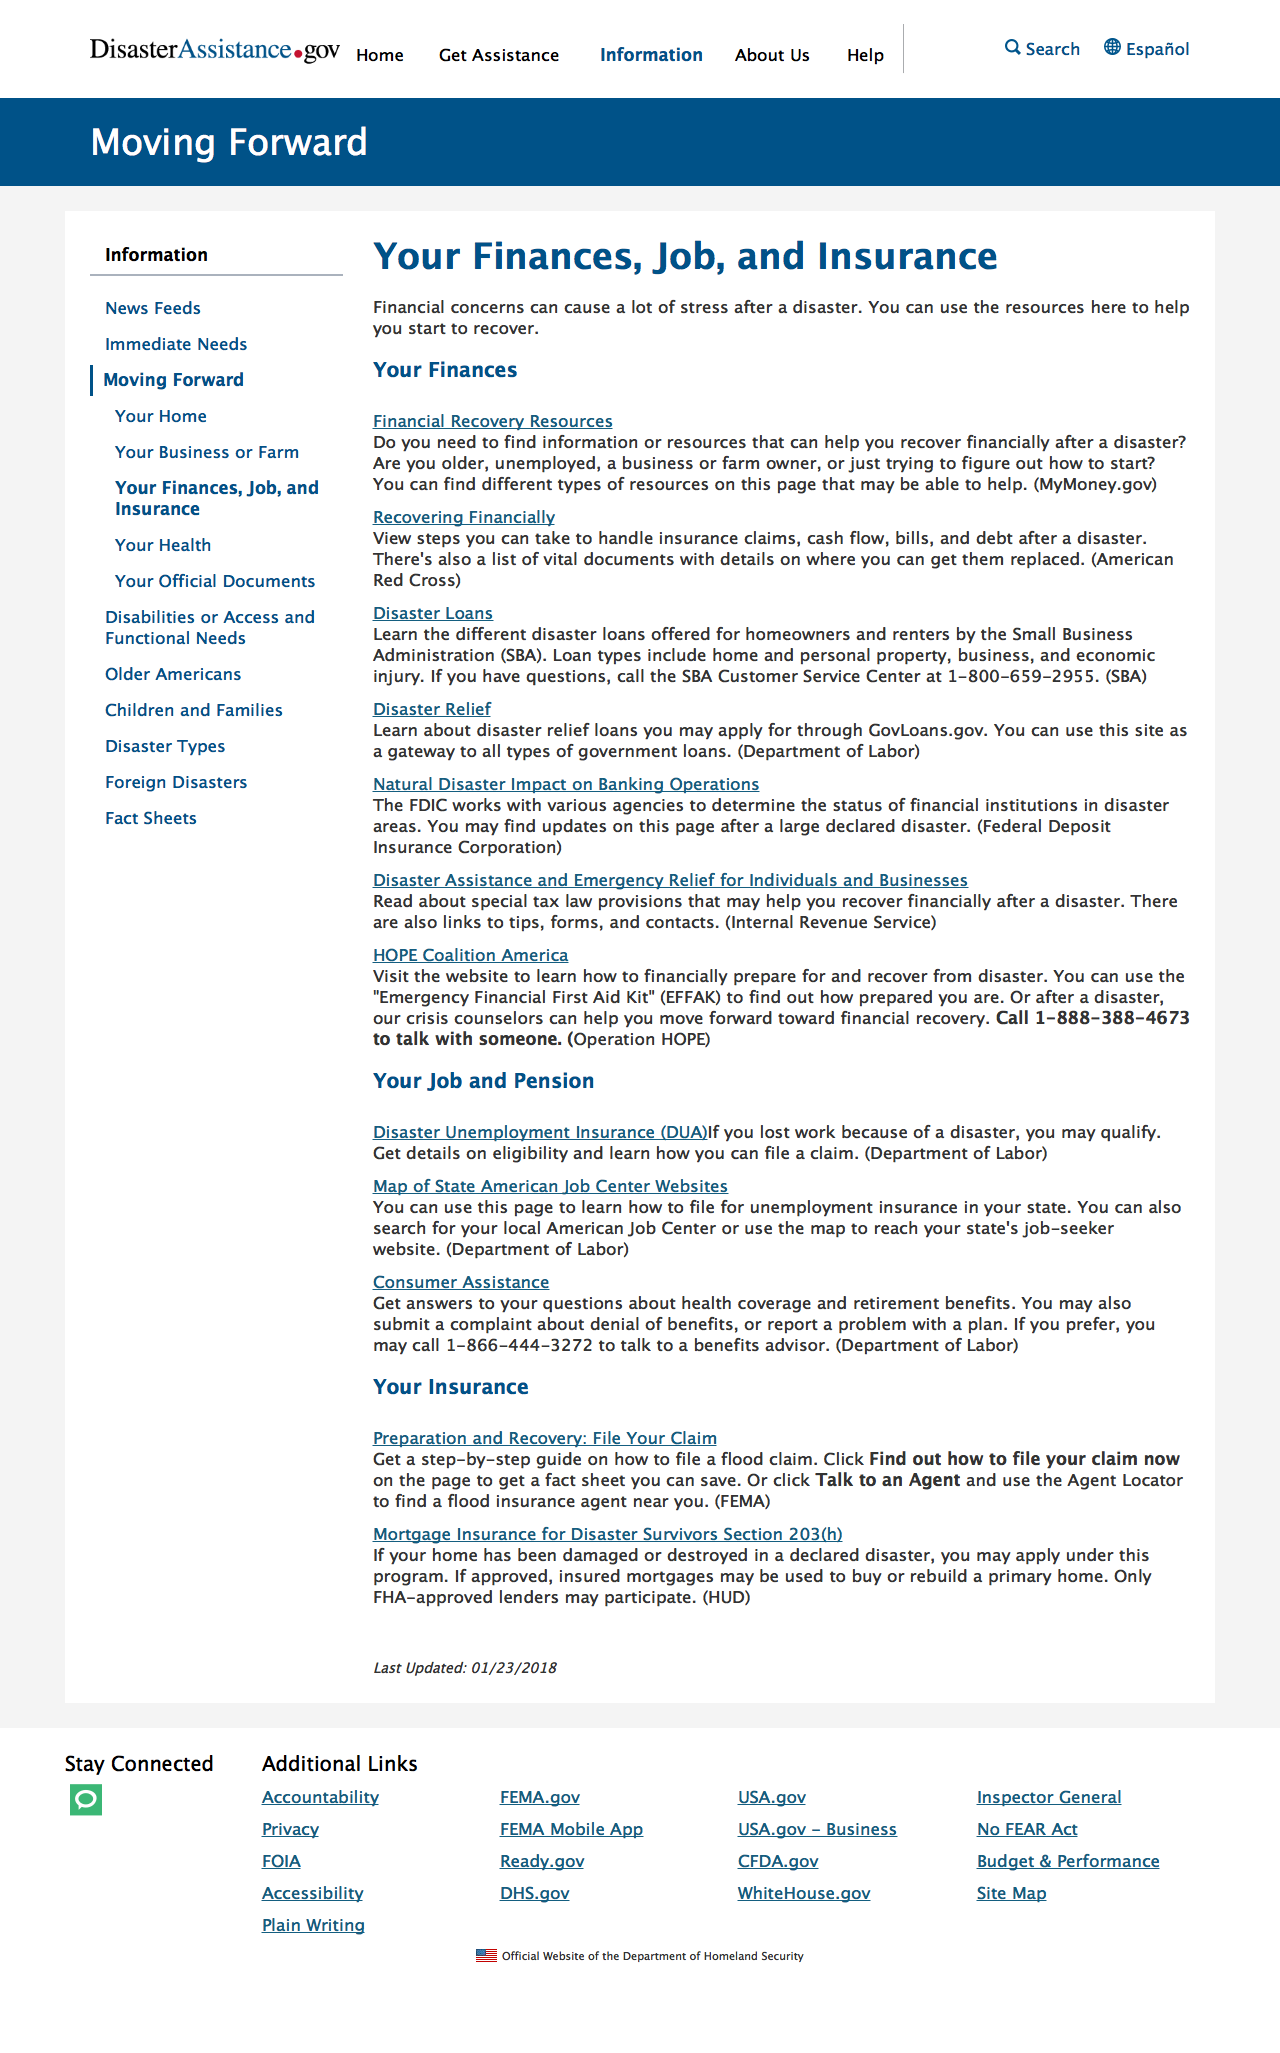 DisasterAssistance.gov
Home
Get Assistance
Information
About Us
Help
Search
Español
Moving Forward
Information
News Feeds
Immediate Needs
Moving Forward
Your Home
Your Business or Farm
Your Finances, Job, and
Insurance
Your Health
Your Official Documents
Disabilities or Access and
Functional Needs
Older Americans
Children and Families
Disaster Types
Foreign Disasters
Fact Sheets
Your Finances, Job, and Insurance
Financial concerns can cause a lot of stress after a disaster. You can use the resources here to help
you start to recover.
Your Finances
Financial Recovery Resources
Do you need to find information or resources that can help you recover financially after a disaster?
Are you older, unemployed, a business or farm owner, or just trying to figure out how to start?
You can find different types of resources on this page that may be able to help. (MyMoney.gov)
Recovering Financially
View steps you can take to handle insurance claims, cash flow, bills, and debt after a disaster.
There's also a list of vital documents with details on where you can get them replaced. (American
Red Cross)
Disaster Loans
Learn the different disaster loans offered for homeowners and renters by the Small Business
Administration (SBA). Loan types include home and personal property, business, and economic
injury. If you have questions, call the SBA Customer Service Center at 1-800-659-2955. (SBA)
Disaster Relief
Learn about disaster relief loans you may apply for through GovLoans.gov. You can use this site as
a gateway to all types of government loans. (Department of Labor)
Natural Disaster Impact on Banking Operations
The FDIC works with various agencies to determine the status of financial institutions in disaster
areas. You may find updates on this page after a large declared disaster. (Federal Deposit
Insurance Corporation)
Disaster Assistance and Emergency Relief for Individuals and Businesses
Read about special tax law provisions that may help you recover financially after a disaster. There
are also links to tips, forms, and contacts. (Internal Revenue Service)
HOPE Coalition America
Visit the website to learn how to financially prepare for and recover from disaster. You can use the
"Emergency Financial First Aid Kit" (EFFAK) to find out how prepared you are. Or after a disaster,
our crisis counselors can help you move forward toward financial recovery. Call 1-888-388-4673
to talk with someone. (Operation HOPE)
Your Job and Pension
Disaster Unemployment Insurance (DUA)If you lost work because of a disaster, you may qualify.
Get details on eligibility and learn how you can file a claim. (Department of Labor)
Map of State American Job Center Websites
You can use this page to learn how to file for unemployment insurance in your state. You can also
search for your local American Job Center or use the map to reach your state's job-seeker
website. (Department of Labor)
Consumer Assistance
Get answers to your questions about health coverage and retirement benefits. You may also
submit a complaint about denial of benefits, or report a problem with a plan. If you prefer, you
may call 1-866-444-3272 to talk to a benefits advisor. (Department of Labor)
Your Insurance
Preparation and Recovery: File Your Claim
Get a step-by-step guide on how to file a flood claim. Click Find out how to file your claim now
on the page to get a fact sheet you can save. Or click Talk to an Agent and use the Agent Locator
to find a flood insurance agent near you. (FEMA)
Mortgage Insurance for Disaster Survivors Section 203(h)
If your home has been damaged or destroyed in a declared disaster, you may apply under this
program. If approved, insured mortgages may be used to buy or rebuild a primary home. Only
FHA-approved lenders may participate. (HUD)
Last Updated: 01/23/2018
Stay Connected
Additional Links
Accountability
Privacy
FOIA
Accessibility
Plain Writing
FEMA.gov
FEMA Mobile App
Ready.gov
DHS.gov
USA.gov
USA.gov - Business
CFDA.gov
WhiteHouse.gov
Inspector General
No FEAR Act
Budget & Performance
Site Map
Official Website of the Department of Homeland Security